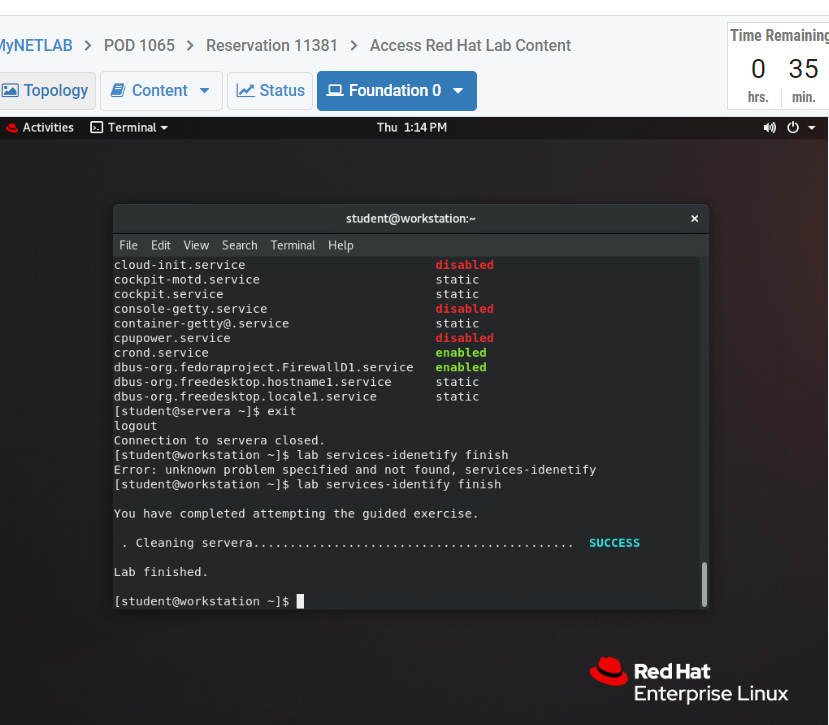 MyNETLAB > POD 1065 > Reservation 11381 > Access Red Hat Lab Content
Time Remaining
0 35
hrs. min.
Topology Content Status Foundation 0
Activities Terminal Thu 1:14 PM
student@workstation:~ ×
File Edit View Search Terminal Help
cloud-init.service disabled
cockpit-motd.service static
cockpit.service static
console-getty.service disabled
container-getty@.service static
cpupower.service disabled
crond.service enabled
dbus-org.fedoraproject.FirewallD1.service enabled
dbus-org.freedesktop.hostname1.service static
dbus-org.freedesktop.locale1.service static
[student@servera ~]$ exit
logout
Connection to servera closed.
[student@workstation ~]$ lab services-idenetify finish
Error: unknown problem specified and not found, services-idenetify
[student@workstation ~]$ lab services-identify finish
You have completed attempting the guided exercise.
. Cleaning servera............................................ SUCCESS
Lab finished.
[student@workstation ~]$
Red Hat
Enterprise Linux